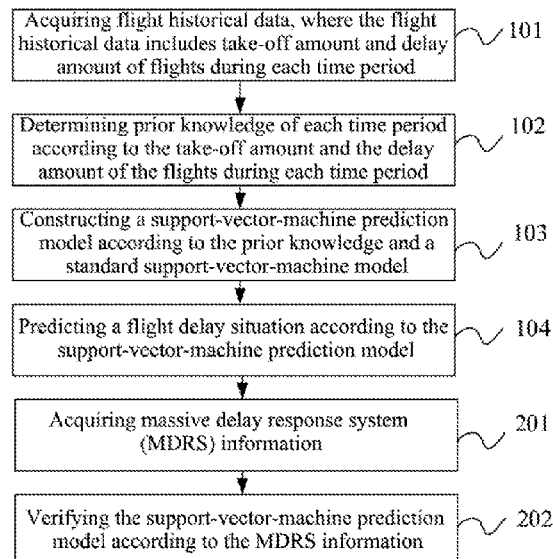 Acquiring flight historical data, where the flight
historical data includes take-off amount and delay
amount of flights during each time period
101
Determining prior knowledge of each time period
according to the take-off amount and the delay
amount of the flights during each time period
102
Constructing a support-vector-machine prediction
model according to the prior knowledge and a
standard support-vector-machine model
103
Predicting a flight delay situation according to the
support-vector-machine prediction model
104
Acquiring massive delay response system
(MDRS) information
201
Verifying the support-vector-machine prediction
model according to the MDRS information
202